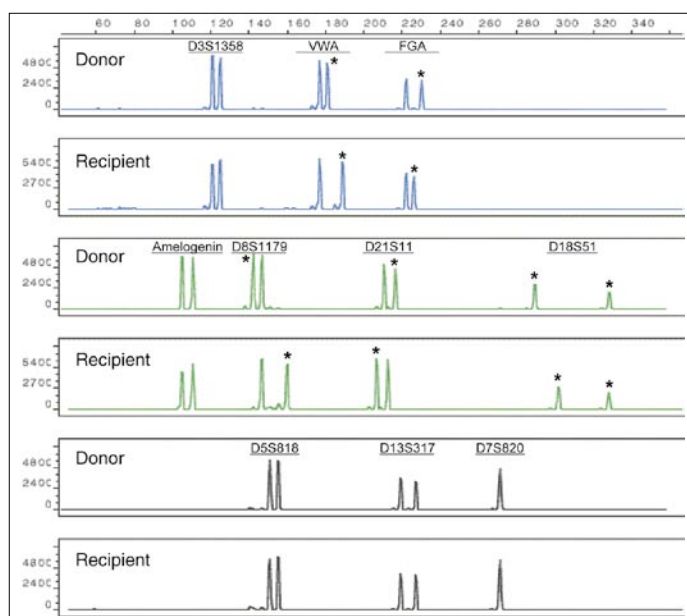 80 100 120 140 160 180 200 220 240 260 280 300 320
D3S1358 VWA FGA
Donor
4800
2400
0
* *
Recipient
5400
2700
0
* *
Amelogenin D8S1179 D21S11 D18S51
Donor
4800
2400
0
* * * *
Recipient
5400
2700
0
* * * *
D5S818 D13S317 D7S820
Donor
4800
2400
0
Recipient
4800
2400
0